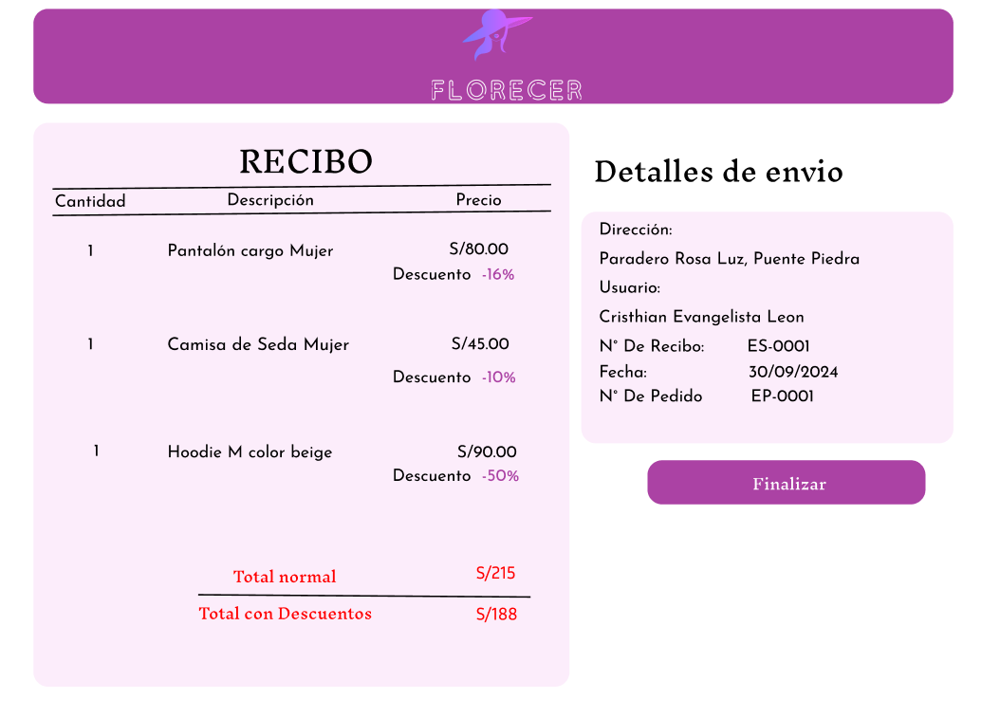 FLORECER
RECIBO
Cantidad Descripción Precio
1 Pantalón cargo Mujer S/80.00
Descuento -16%
1 Camisa de Seda Mujer S/45.00
Descuento -10%
1 Hoodie M color beige S/90.00
Descuento -50%
Total normal S/215
Total con Descuentos S/188
Detalles de envio
Dirección:
Paradero Rosa Luz, Puente Piedra
Usuario:
Cristhian Evangelista Leon
N° De Recibo: ES-0001
Fecha: 30/09/2024
N° De Pedido EP-0001
Finalizar